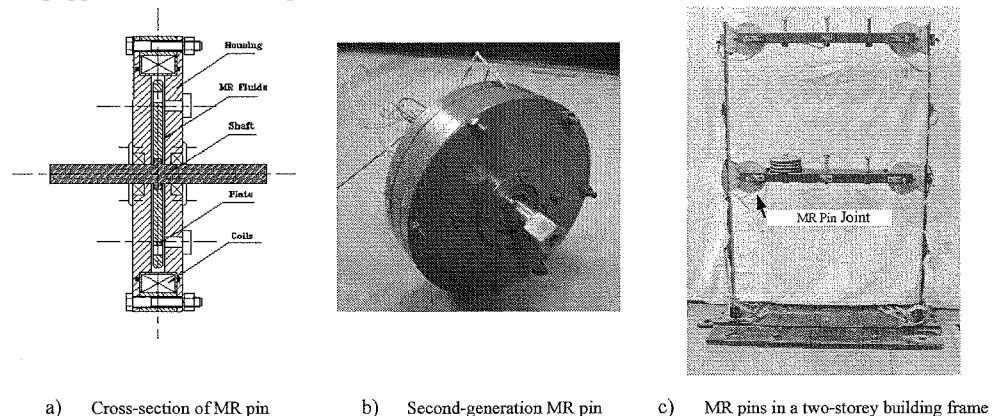 Housing
MR Fluids
Shaft
Plate
Coils
MR Pin Joint
a) Cross-section of MR pin
b) Second-generation MR pin
c) MR pins in a two-storey building frame